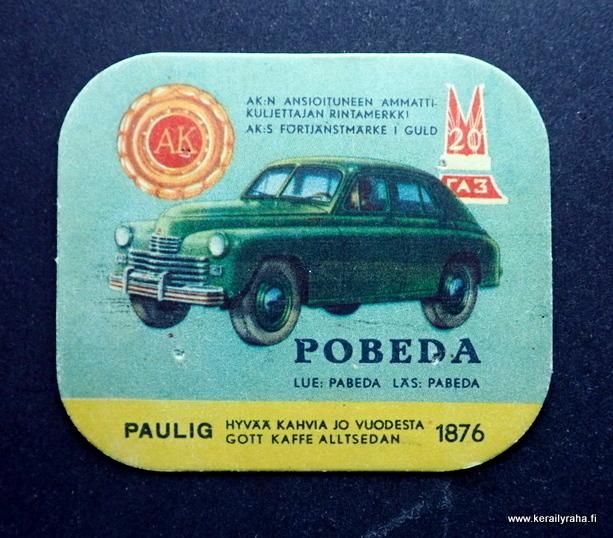 AK
AK:N ANSIOITUNEEN AMMATTI-
KULJETTAJAN RINTAMERKKI
AK:S FÖRTJÄNSTMÄRKE I GULD
M
20
ГАЗ
POBEDA
LUE: PABEDA LÄS: PABEDA
PAULIG
HYVÄÄ KAHVIA JO VUODESTA
GOTT KAFFE ALLTSEDAN
1876
www.kerailyraha.fi